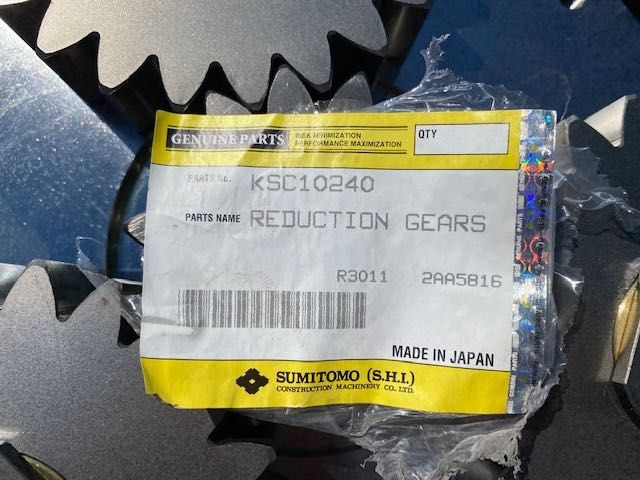 GENUINE PARTS
RISK MINIMIZATION
PERFORMANCE MAXIMIZATION
QTY
PARTS No. KSC10240
PARTS NAME REDUCTION GEARS
R3011 2AA5816
MADE IN JAPAN
SUMITOMO (S.H.I.)
CONSTRUCTION MACHINERY CO., LTD.